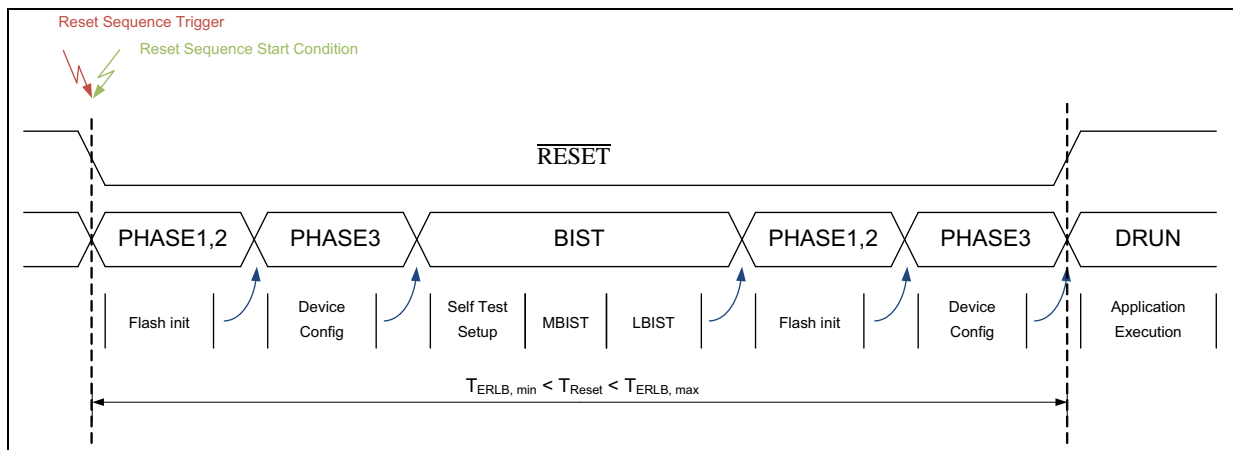 Reset Sequence Trigger
Reset Sequence Start Condition
RESET
PHASE1,2 PHASE3 BIST PHASE1,2 PHASE3 DRUN
Flash init Device Config Self Test Setup MBIST LBIST Flash init Device Config Application Execution
TERLB, min < TReset < TERLB, max